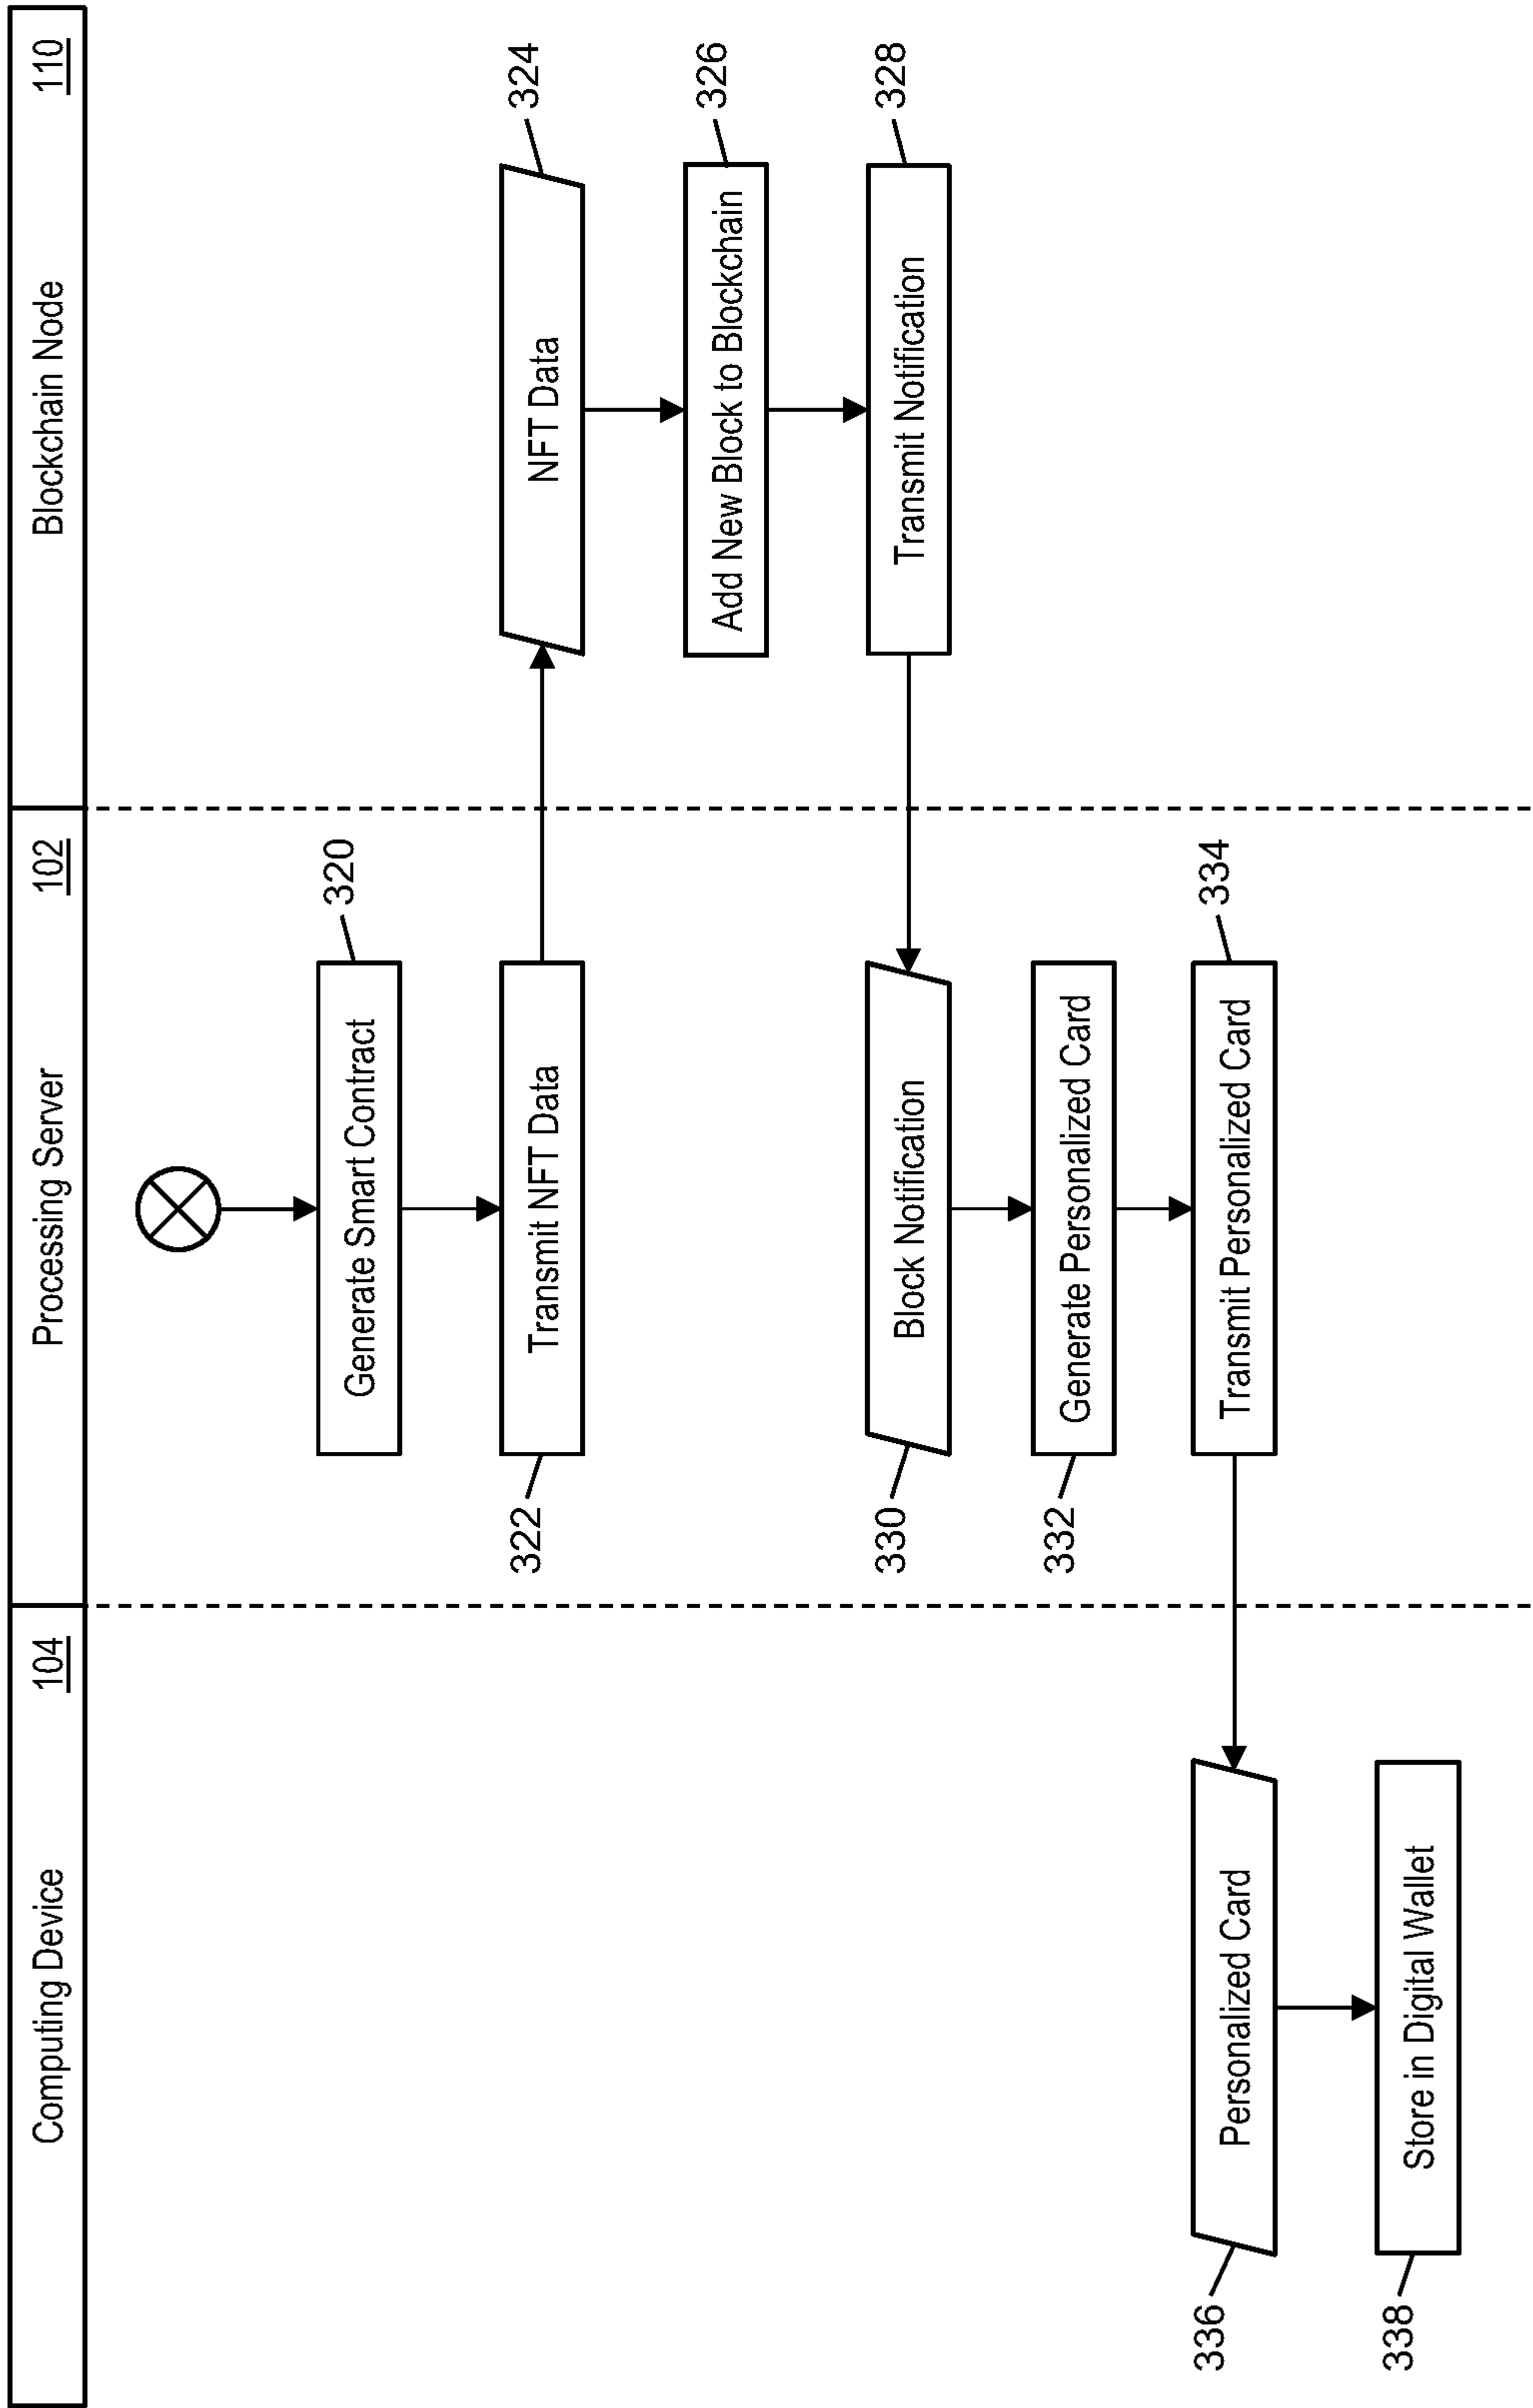 Computing Device 104
Processing Server 102
Blockchain Node 110
Generate Smart Contract
320
322
Transmit NFT Data
NFT Data
324
Add New Block to Blockchain
326
Transmit Notification
328
330
Block Notification
332
Generate Personalized Card
Transmit Personalized Card
334
336
Personalized Card
338
Store in Digital Wallet